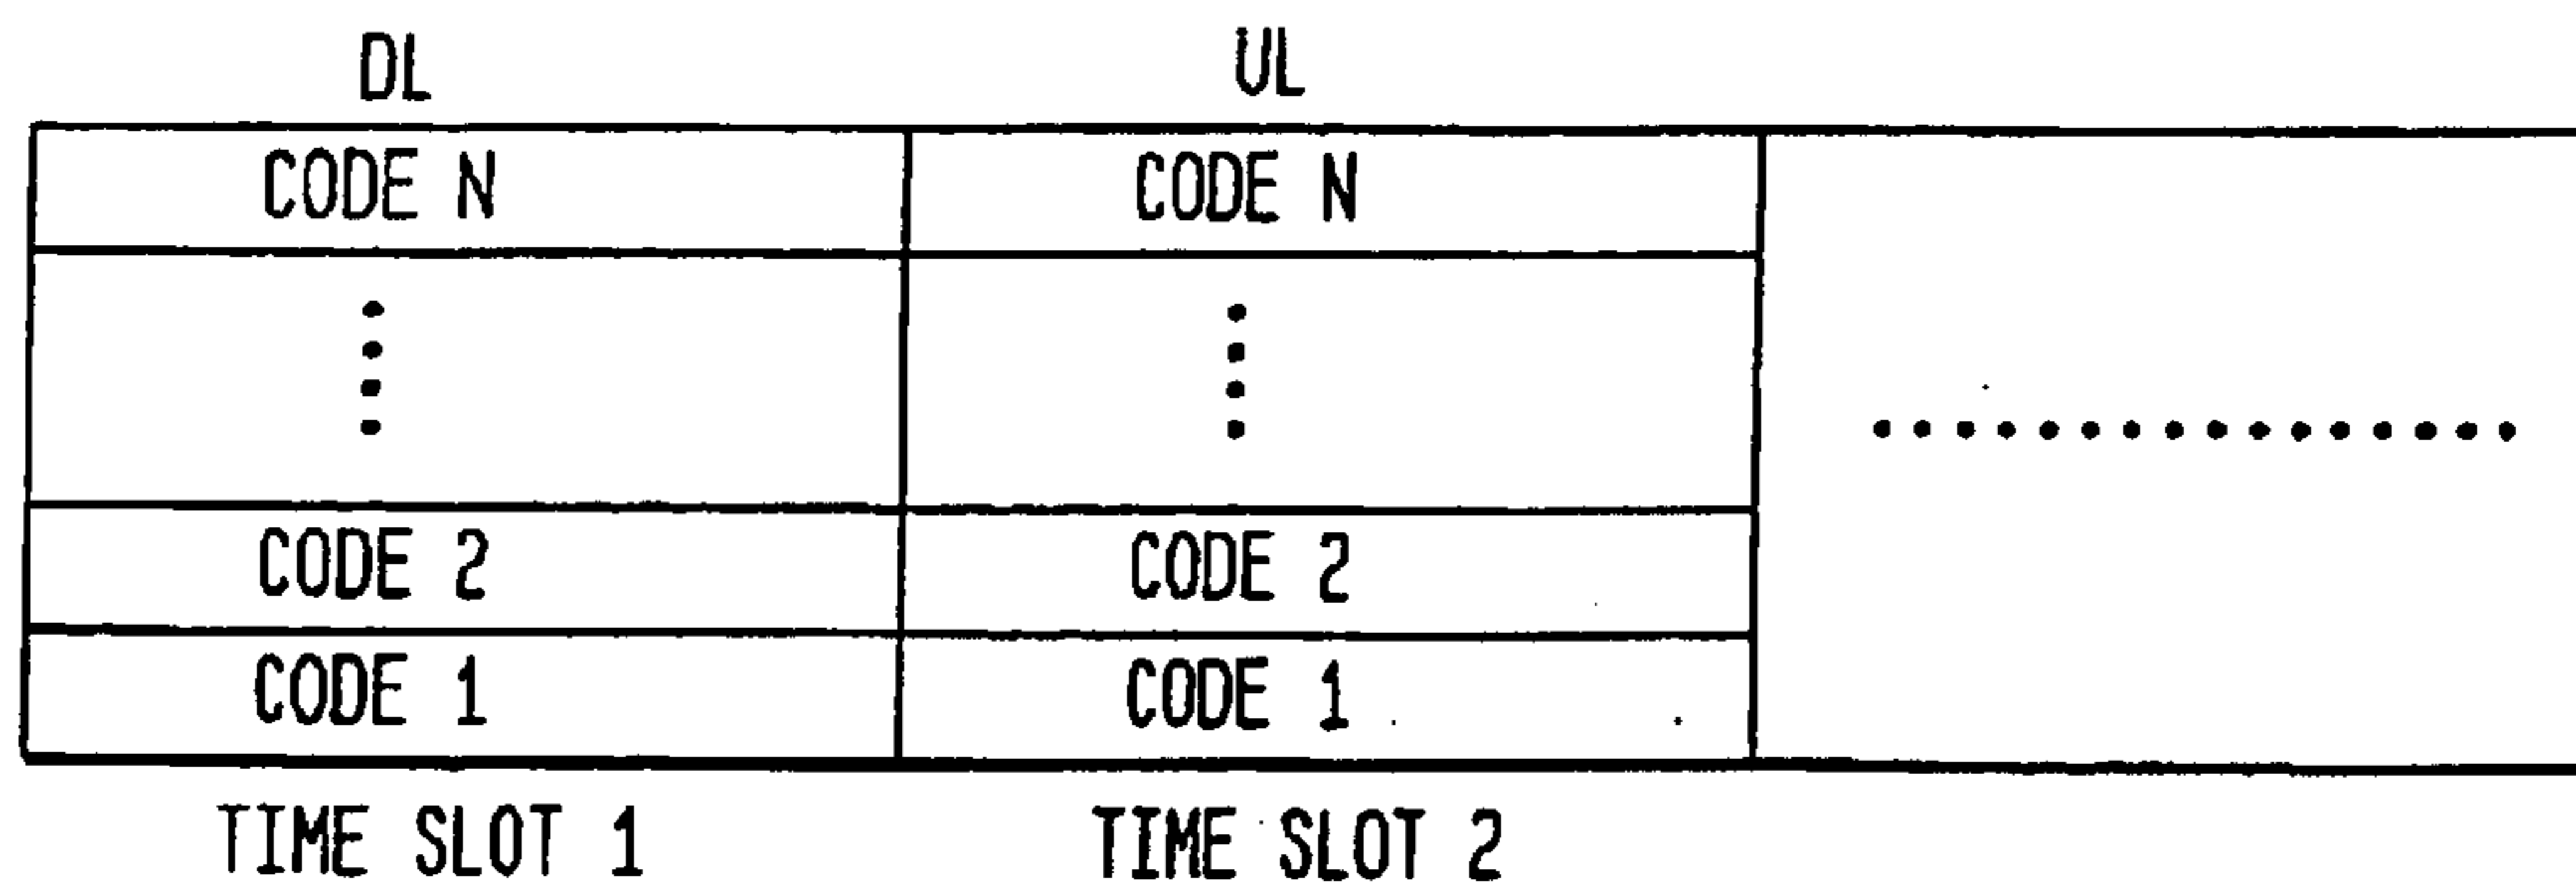 DL UL
CODE N CODE N
CODE 2 CODE 2
CODE 1 CODE 1
TIME SLOT 1 TIME SLOT 2